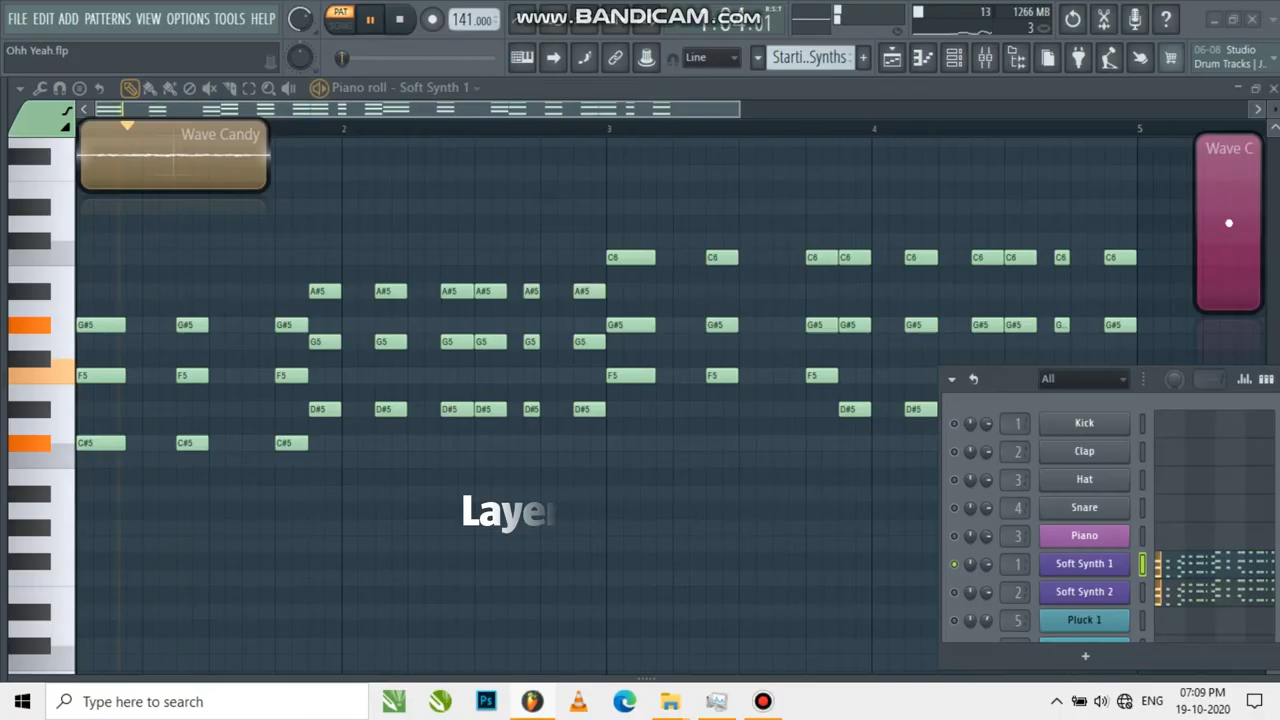 FILE EDIT ADD PATTERNS VIEW OPTIONS TOOLS HELP
PAT
141.000
www.BANDICAM.com
13
1266 MB
3
Ohh Yeah.flp
Line
Starti..Synths
06-08 Studio
Drum Tracks | J..
Piano roll - Soft Synth 1
2
3
4
5
Wave Candy
Wave C
C6
C6
C6
C6
C6
C6
C6
C6
C6
A#5
A#5
A#5
A#5
A#5
A#5
G#5
G#5
G#5
G#5
G#5
G#5
G#5
G#5
G#5
G#5
G...
G#5
G5
G5
G5
G5
G5
G5
F5
F5
F5
F5
F5
F5
D#5
D#5
D#5
D#5
D#5
D#5
D#5
D#5
C#5
C#5
C#5
Layer
All
1 Kick
2 Clap
3 Hat
4 Snare
3 Piano
1 Soft Synth 1
2 Soft Synth 2
5 Pluck 1
+
Type here to search
Ps
ENG
07:09 PM
19-10-2020